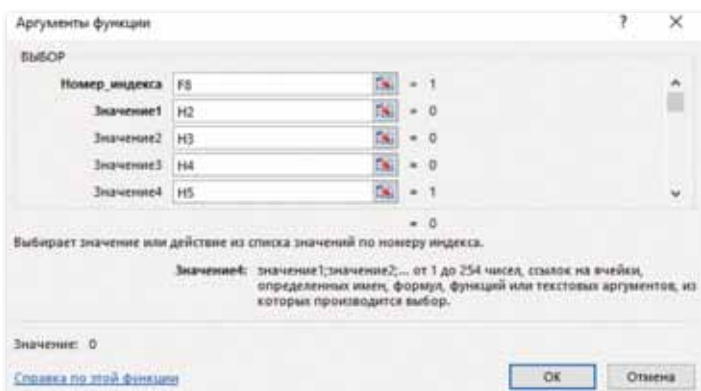 Аргументы функции ? ×
ВЫБОР
Номер_индекса F8 = 1
Значение1 H2 = 0
Значение2 H3 = 0
Значение3 H4 = 0
Значение4 H5 = 1
= 0
Выбирает значение или действие из списка значений по номеру индекса.
Значение4: значение1;значение2;... от 1 до 254 чисел, ссылок на ячейки,
определенных имен, формул, функций или текстовых аргументов, из
которых производится выбор.
Значение: 0
Справка по этой функции ОК Отмена